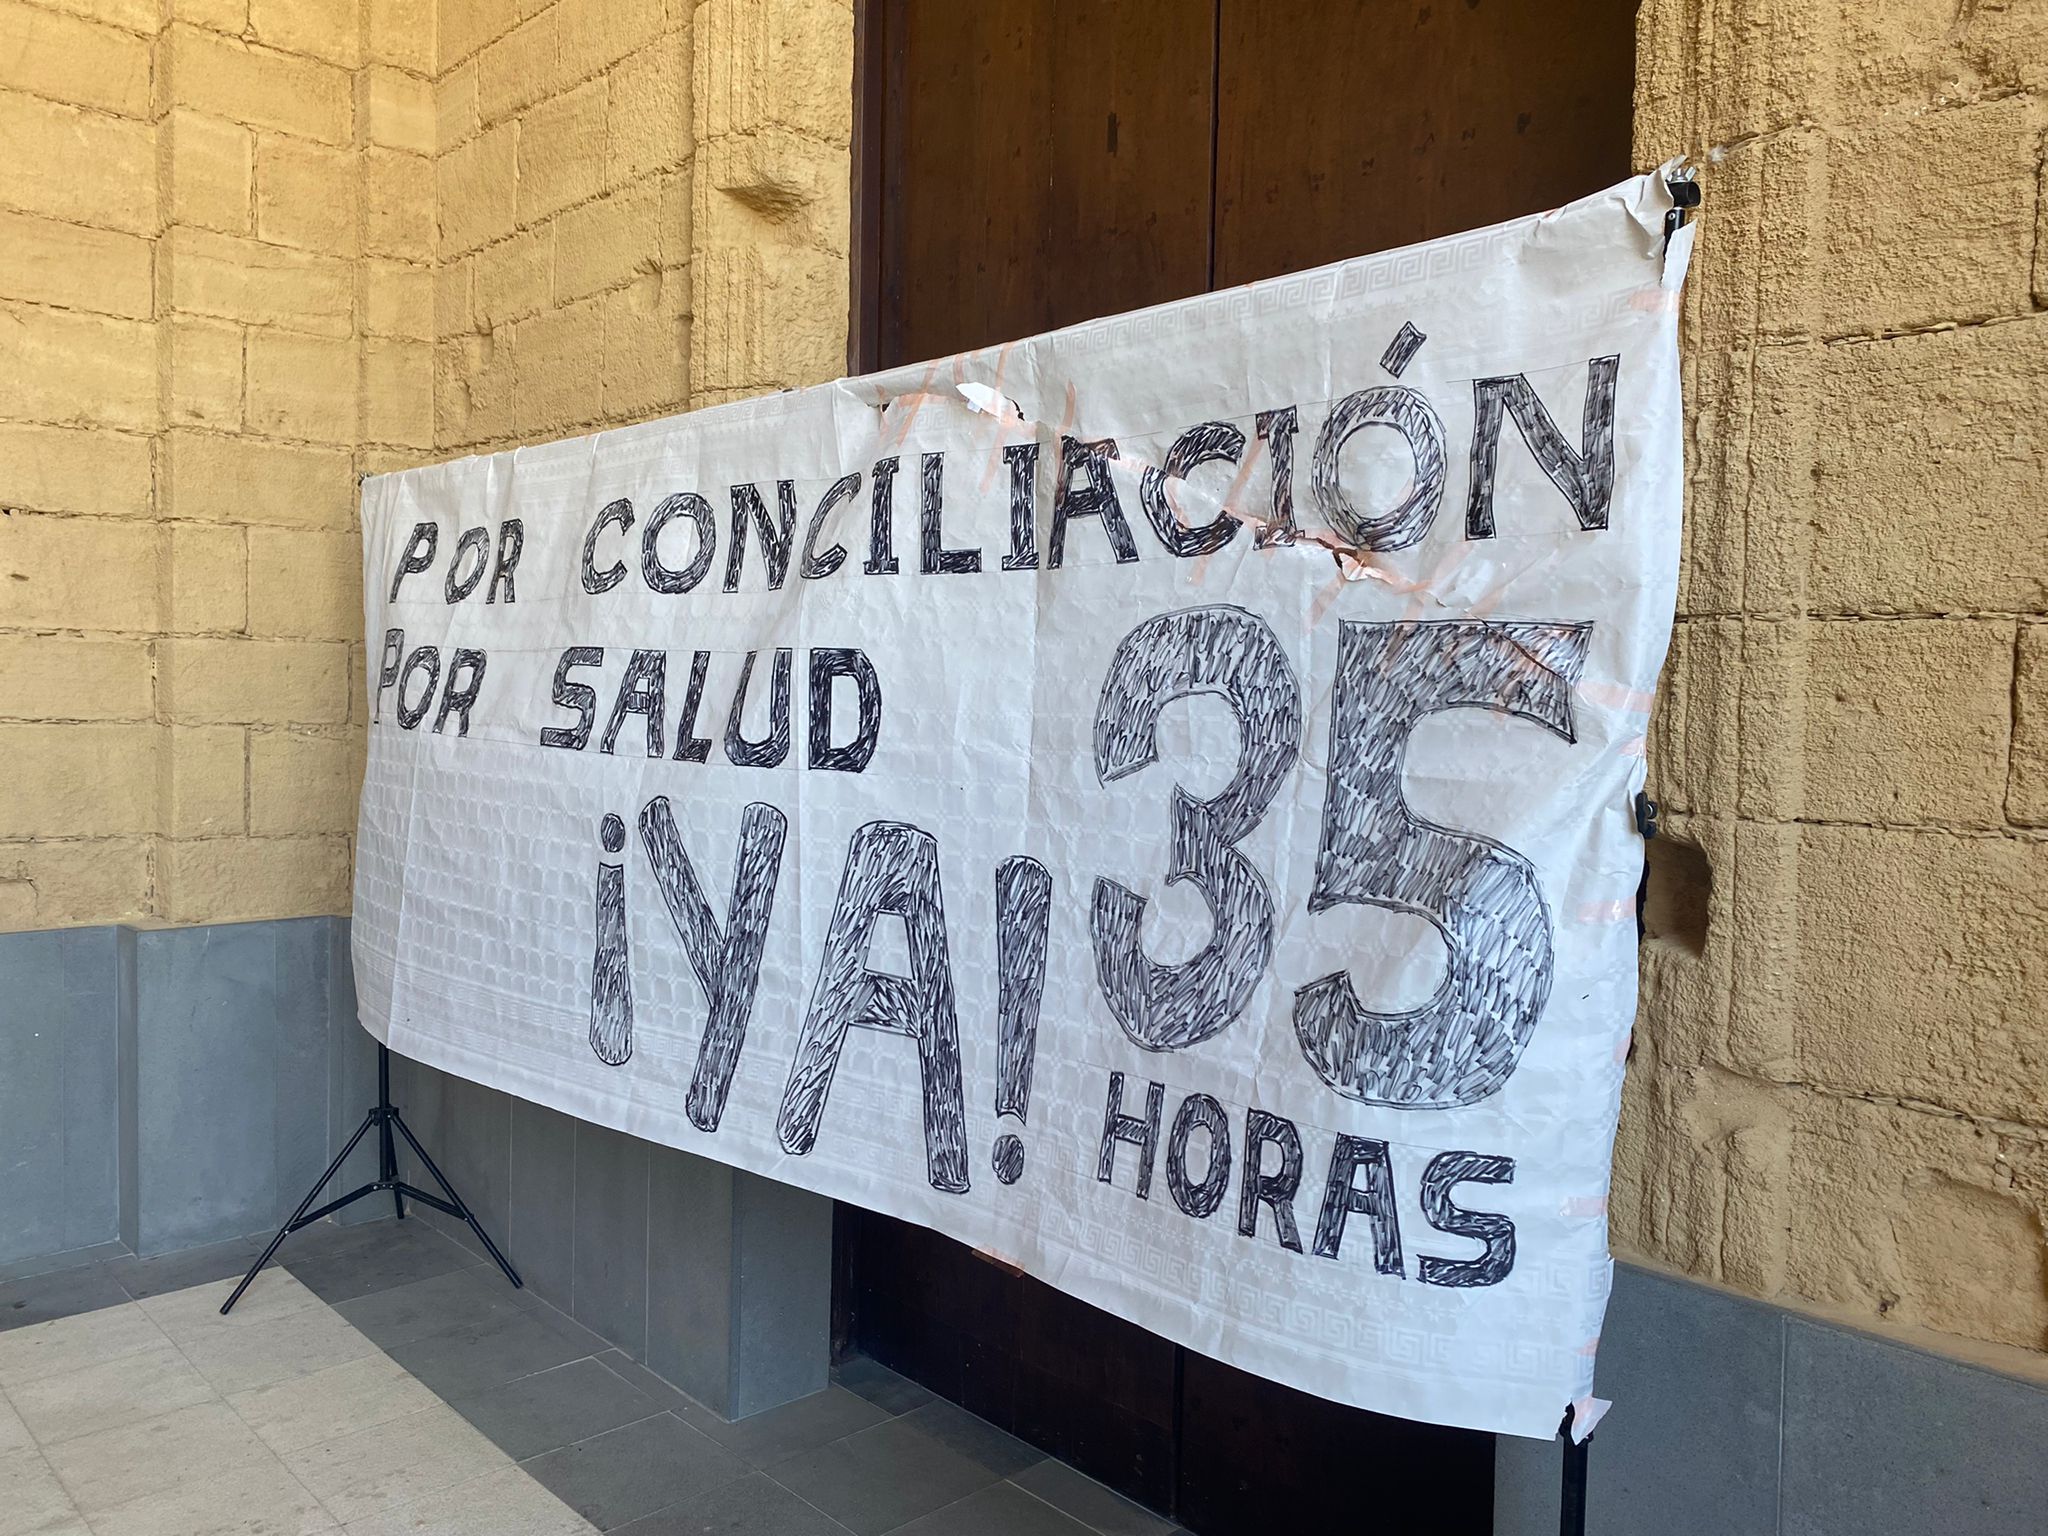 POR CONCILIACIÓN
POR SALUD
¡YA!
35
HORAS